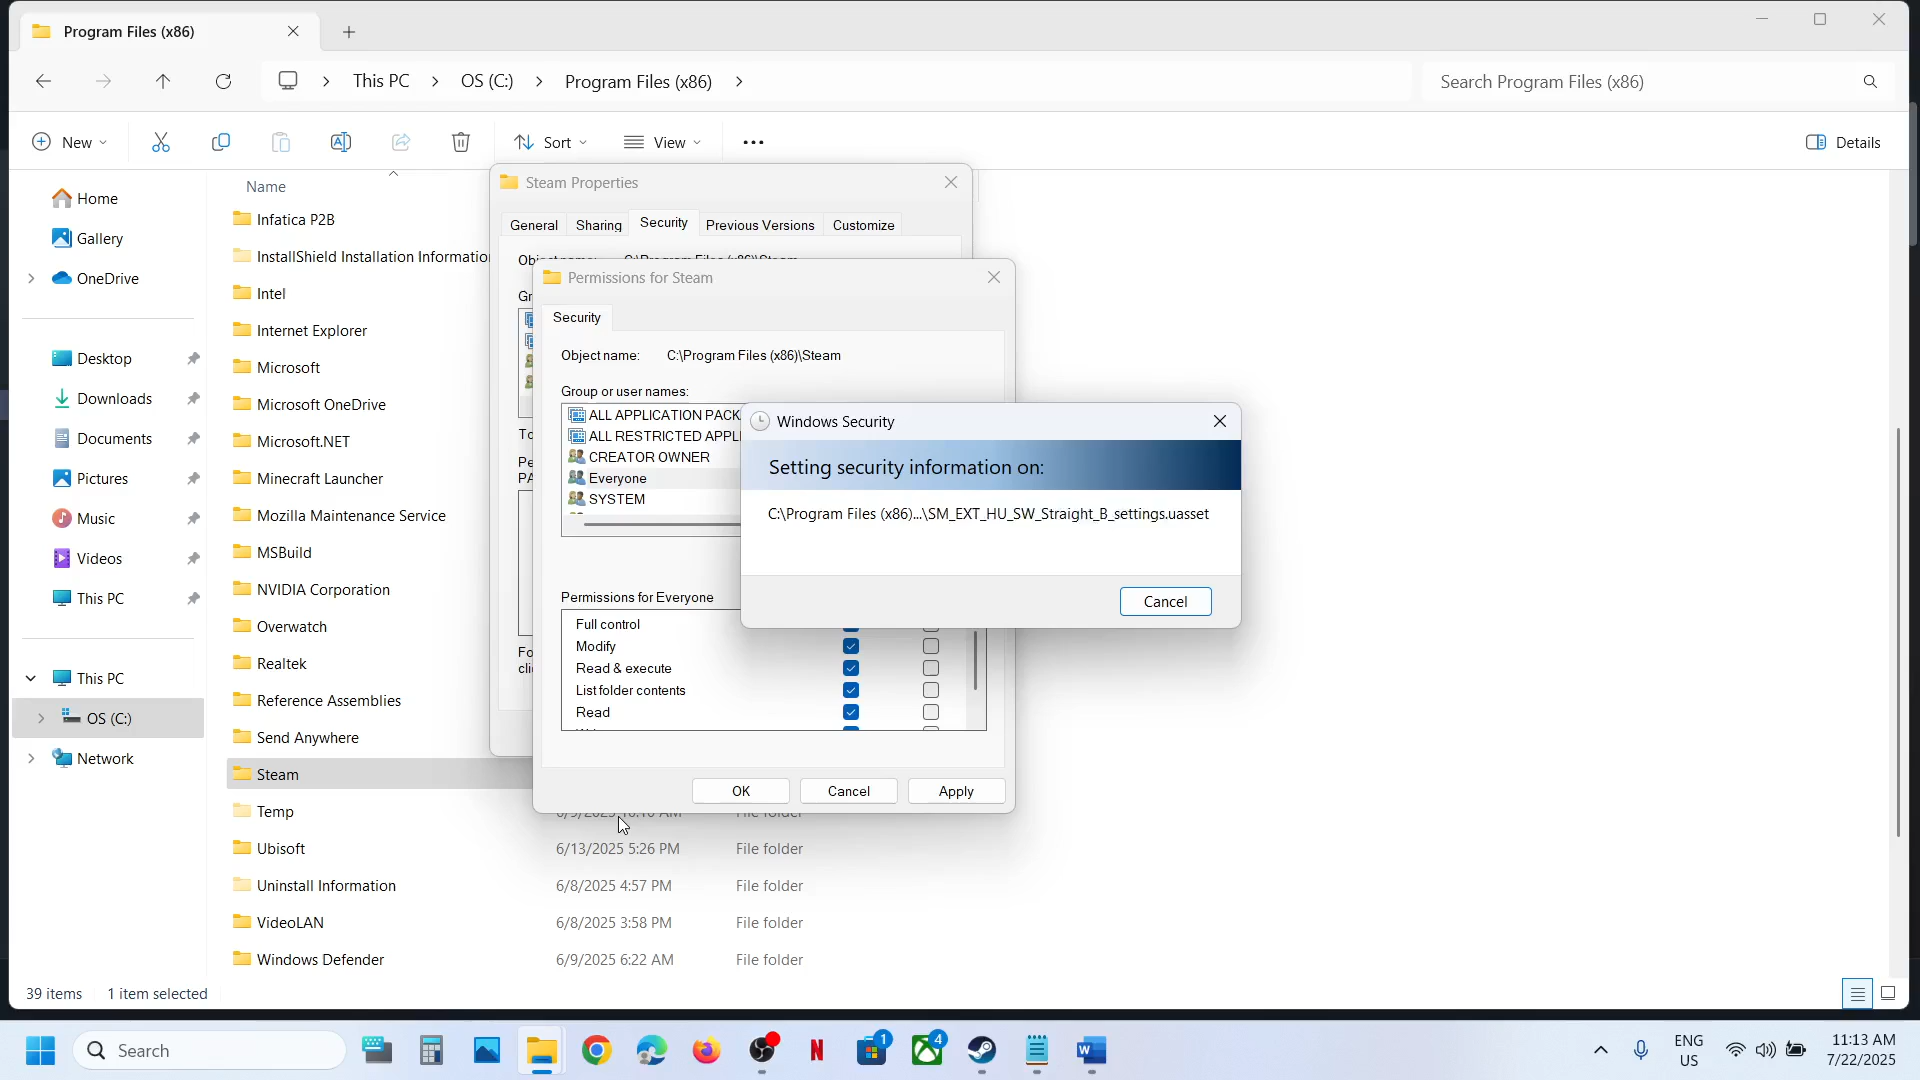 Program Files (x86)
This PC
OS (C:)
Program Files (x86)
Search Program Files (x86)
New
Sort
View
Details
Home
Gallery
OneDrive
Desktop
Downloads
Documents
Pictures
Music
Videos
This PC
This PC
OS (C:)
Network
Name
Infatica P2B
InstallShield Installation Informatio
Intel
Internet Explorer
Microsoft
Microsoft OneDrive
Microsoft.NET
Minecraft Launcher
Mozilla Maintenance Service
MSBuild
NVIDIA Corporation
Overwatch
Realtek
Reference Assemblies
Send Anywhere
Steam
Temp
Ubisoft 6/13/2025 5:26 PM File folder
Uninstall Information 6/8/2025 4:57 PM File folder
VideoLAN 6/8/2025 3:58 PM File folder
Windows Defender 6/9/2025 6:22 AM File folder
Steam Properties
General Sharing Security Previous Versions Customize
Permissions for Steam
Security
Object name: C:\Program Files (x86)\Steam
Group or user names:
ALL APPLICATION PACK
ALL RESTRICTED APPL
CREATOR OWNER
Everyone
SYSTEM
Permissions for Everyone
Full control
Modify
Read & execute
List folder contents
Read
OK Cancel Apply
Windows Security
Setting security information on:
C:\Program Files (x86)...\SM_EXT_HU_SW_Straight_B_settings.uasset
Cancel
39 items 1 item selected
Search
1
4
ENG
US
11:13 AM
7/22/2025